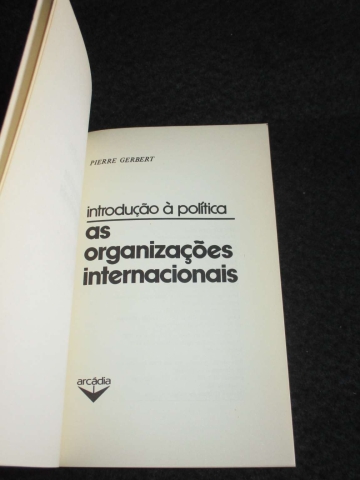 PIERRE GERBERT
introdução à política
as
organizações
internacionais
arcádia